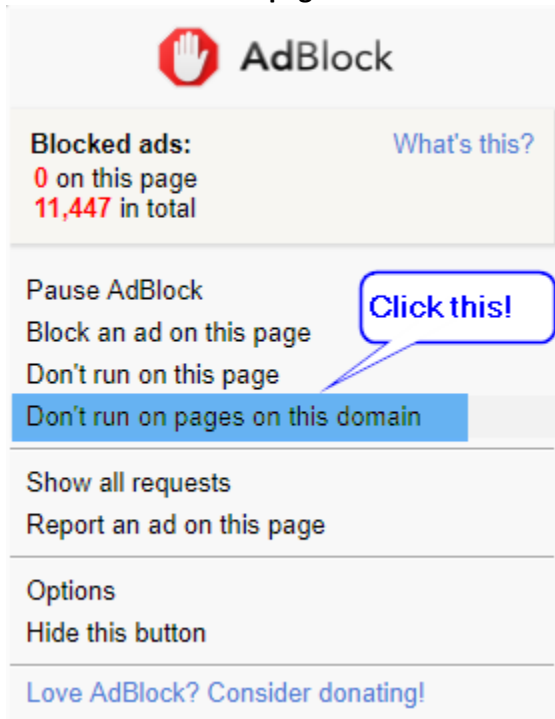 AdBlock
Blocked ads: What's this?
0 on this page
11,447 in total
Pause AdBlock
Click this!
Block an ad on this page
Don't run on this page
Don't run on pages on this domain
Show all requests
Report an ad on this page
Options
Hide this button
Love AdBlock? Consider donating!